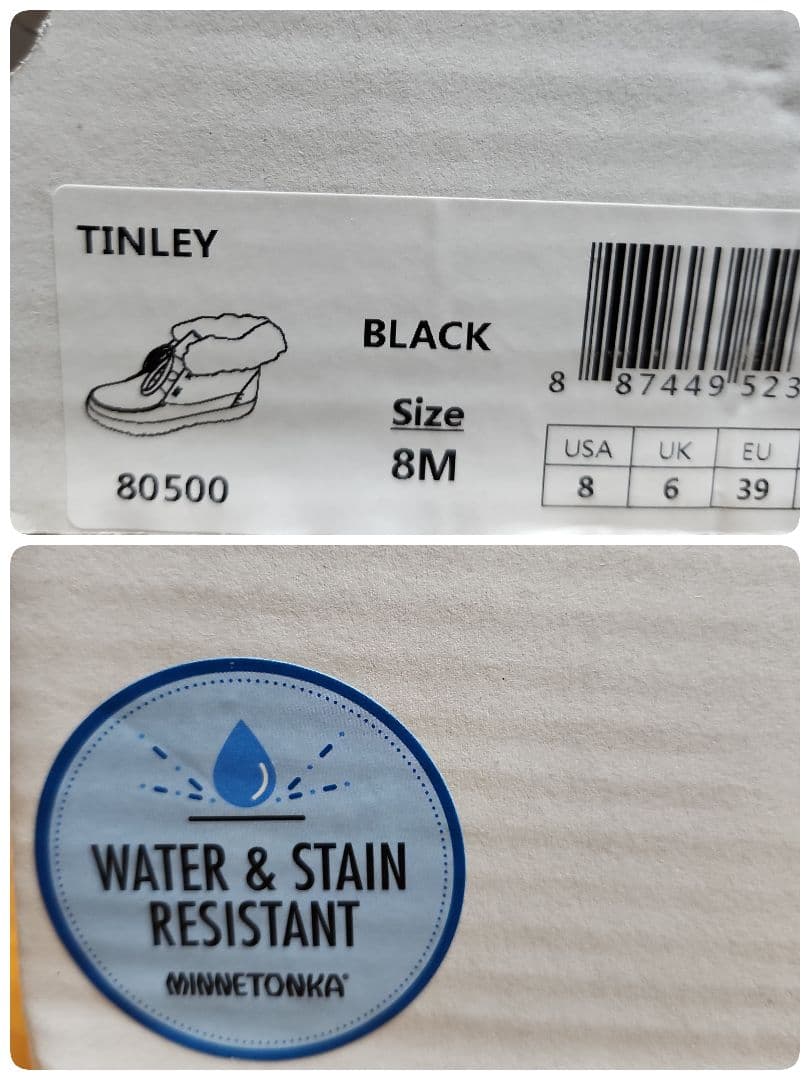 TINLEY
BLACK
Size
8M
80500
8 87449 523
USA UK EU
8 6 39
WATER & STAIN
RESISTANT
MINNETONKA®